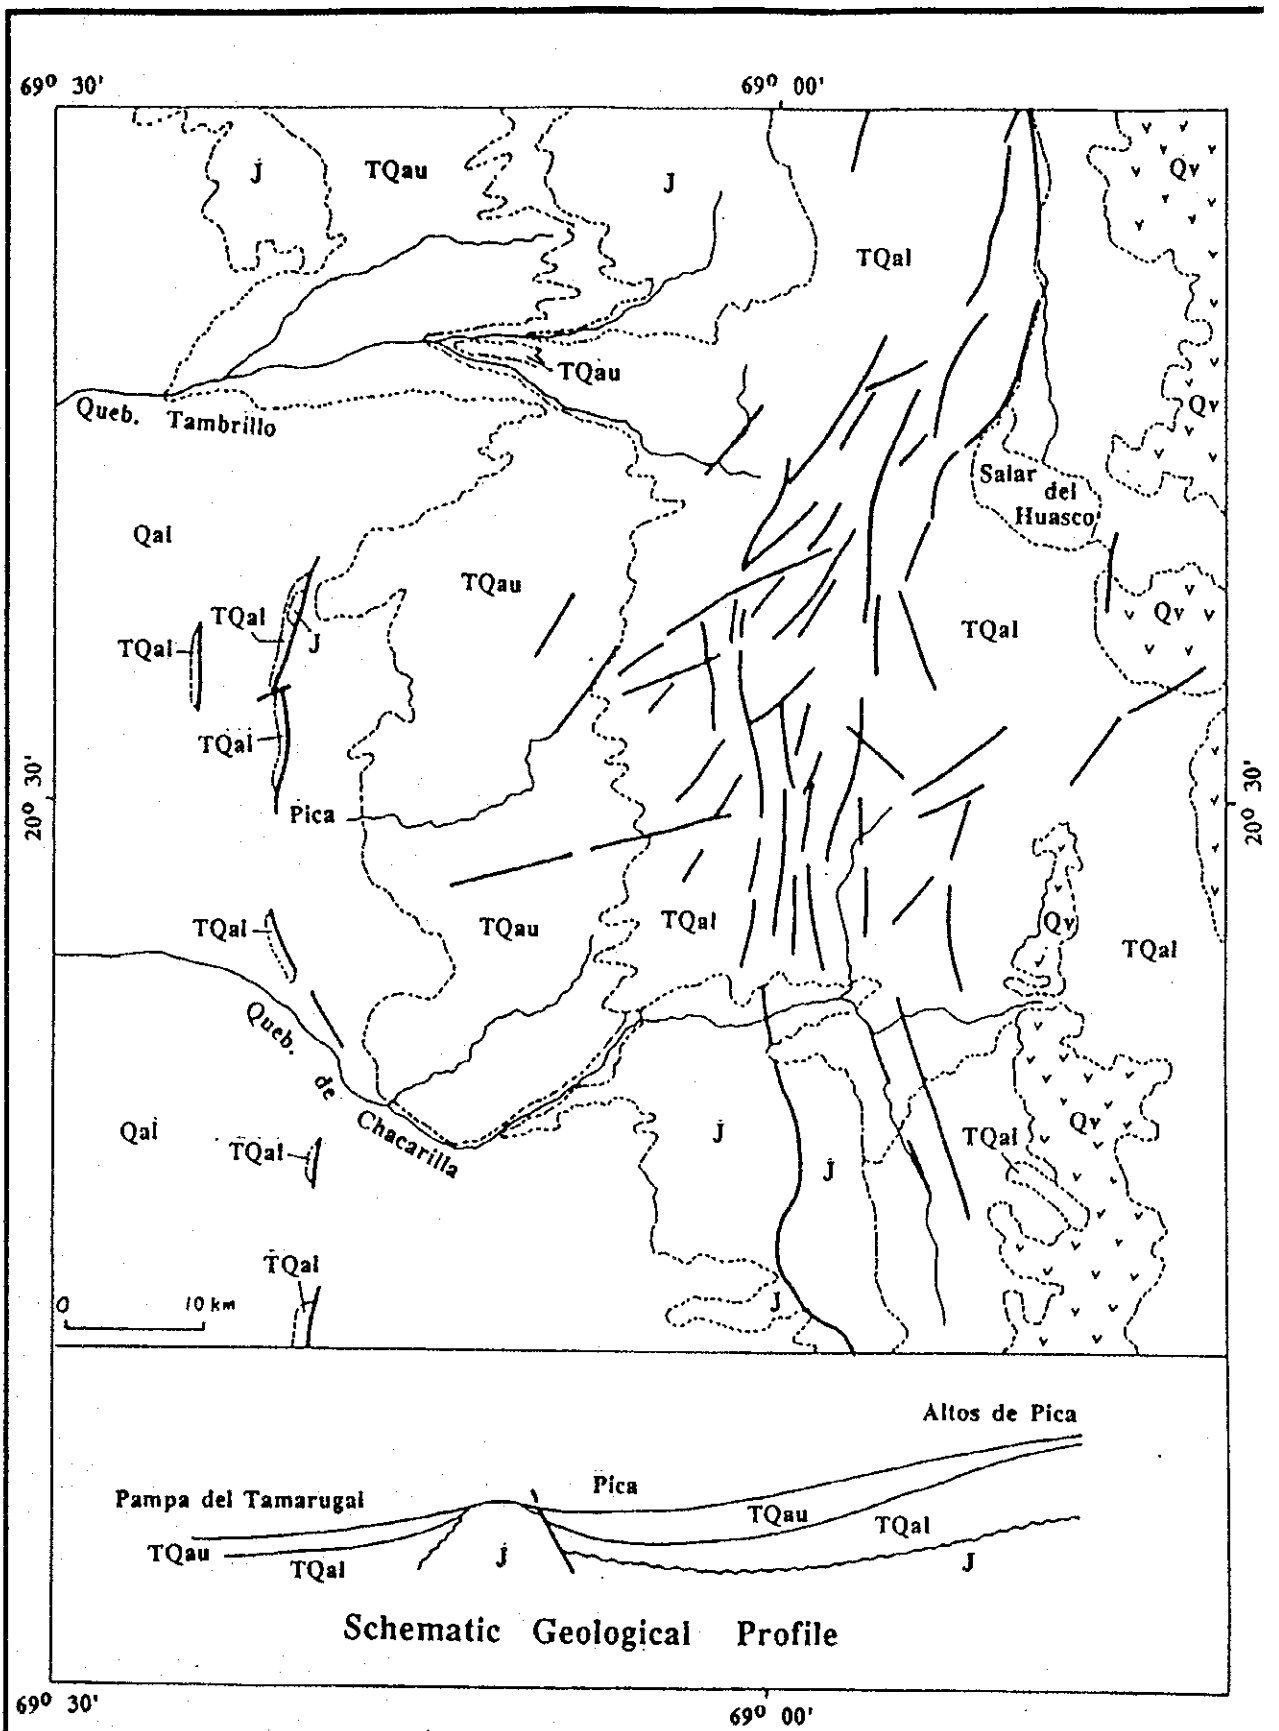 69° 30'
69° 00'
J
TQau
J
Qv
TQal
TQau
Queb. Tambrillo
Qv
Salar
del
Huasco
Qal
TQau
TQal
J
TQal
TQal
Qv
TQal
20° 30'
20° 30'
Pica
TQal
TQau
TQal
Qv
TQal
Queb.
de
Chacarilla
Qal
TQal
J
J
TQal
Qv
TQal
J
0 10 km
Altos de Pica
Pica
Pampa del Tamarugal
TQau
TQal
TQau
TQal
J
J
Schematic Geological Profile
69° 30'
69° 00'